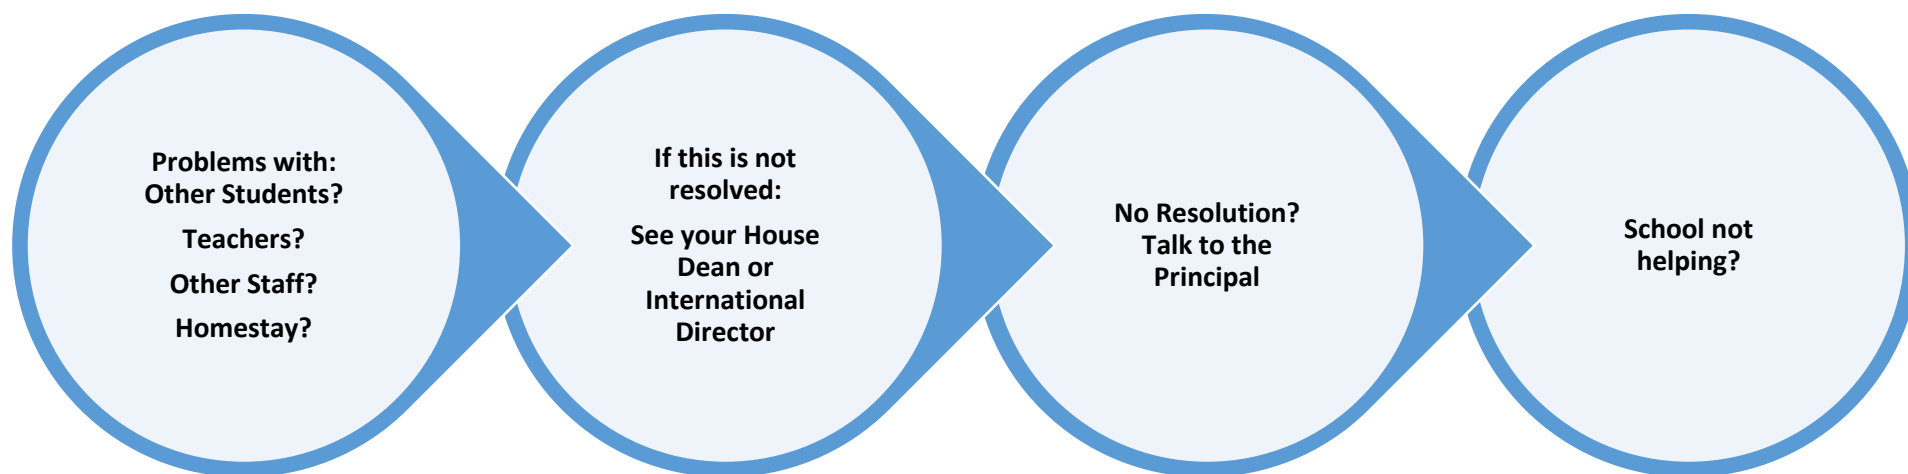 Problems with:
Other Students?
Teachers?
Other Staff?
Homestay?
If this is not
resolved:
See your House
Dean or
International
Director
No Resolution?
Talk to the
Principal
School not
helping?